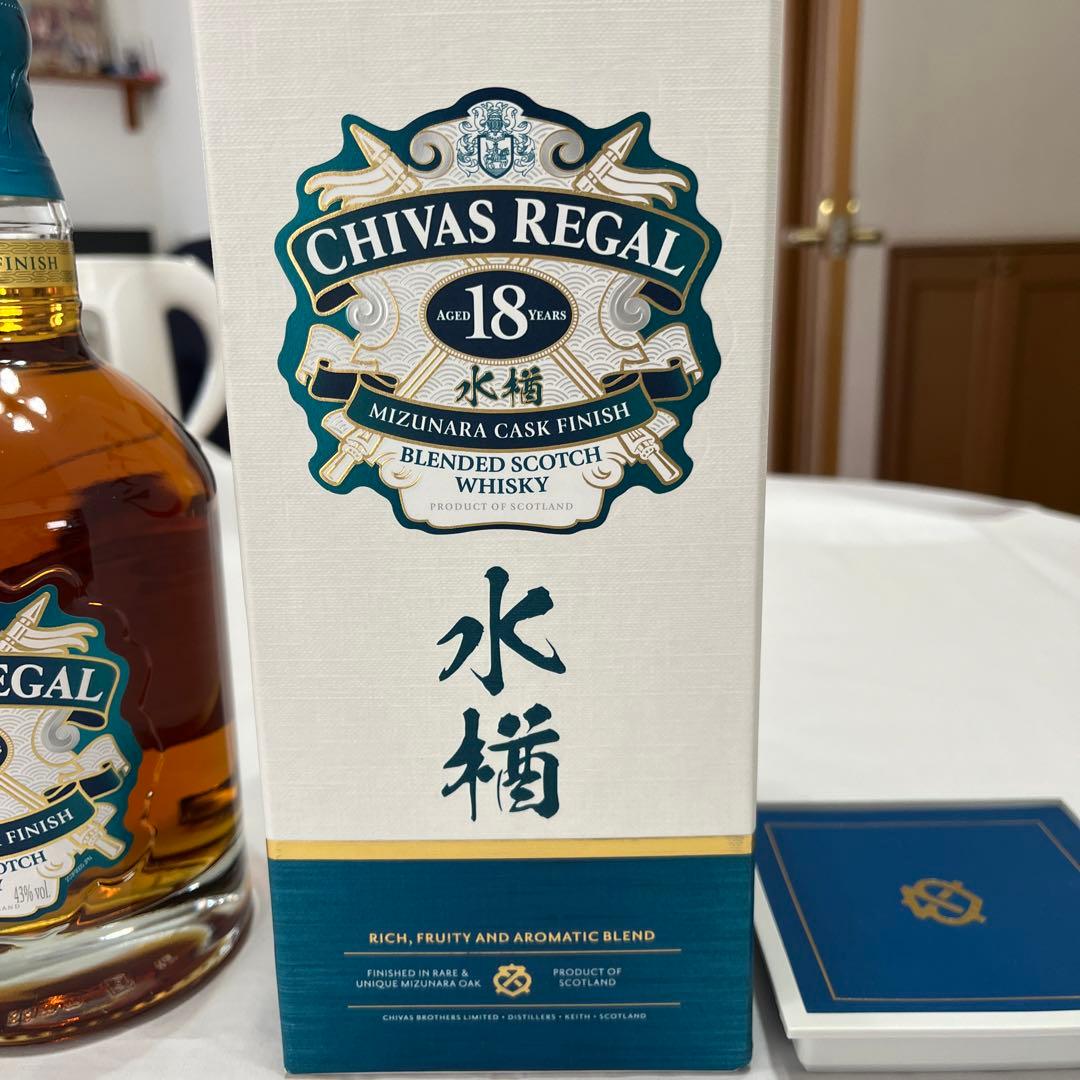 CHIVAS REGAL
AGED 18 YEARS
水楢
MIZUNARA CASK FINISH
BLENDED SCOTCH
WHISKY
PRODUCT OF SCOTLAND
水
楢
RICH, FRUITY AND AROMATIC BLEND
FINISHED IN RARE &
UNIQUE MIZUNARA OAK
PRODUCT OF
SCOTLAND
CHIVAS BROTHERS LIMITED • DISTILLERS • KEITH • SCOTLAND
FINISH
EGAL
FINISH
OTCH
Y
43% vol.
AND